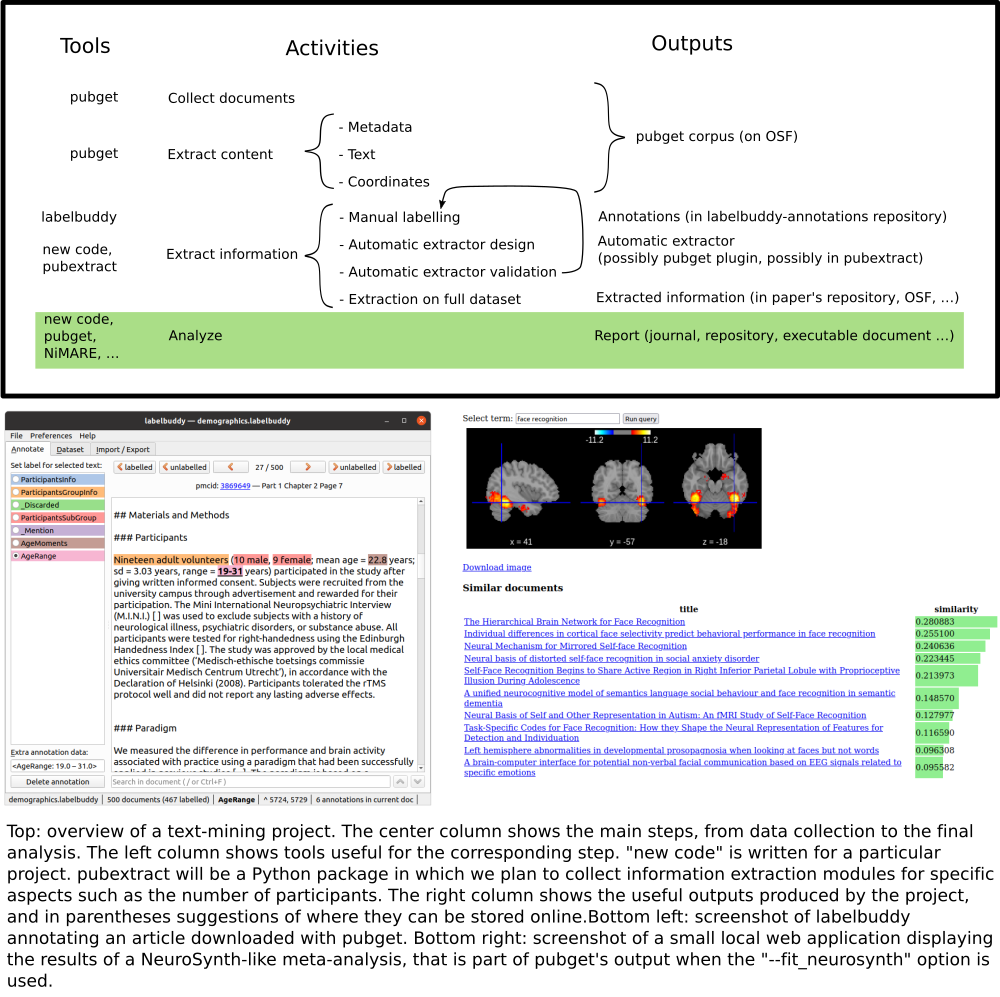 Tools
Activities
Outputs
pubget
Collect documents
pubget
Extract content
- Metadata
- Text
- Coordinates
pubget corpus (on OSF)
labelbuddy
new code,
pubextract
Extract information
- Manual labelling
- Automatic extractor design
- Automatic extractor validation
- Extraction on full dataset
Annotations (in labelbuddy-annotations repository)
Automatic extractor
(possibly pubget plugin, possibly in pubextract)
Extracted information (in paper's repository, OSF, ...)
new code,
pubget,
NiMARE, ...
Analyze
Report (journal, repository, executable document ...)
labelbuddy — demographics.labelbuddy
File Preferences Help
Annotate Dataset Import / Export
Set label for selected text:
ParticipantsInfo
ParticipantsGroupInfo
_Discarded
ParticipantsSubGroup
_Mention
AgeMoments
AgeRange
labelled unlabelled 27 / 500 unlabelled labelled
pmcid: 3869649 — Part 1 Chapter 2 Page 7
## Materials and Methods
### Participants
Nineteen adult volunteers (10 male, 9 female; mean age = 22.8 years;
sd = 3.03 years, range = 19-31 years) participated in the study after
giving written informed consent. Subjects were recruited from the
university campus through advertisement and rewarded for their
participation. The Mini International Neuropsychiatric Interview
(M.I.N.I.) [ ] was used to exclude subjects with a history of
neurological illness, psychiatric disorders, or substance abuse. All
participants were tested for right-handedness using the Edinburgh
Handedness Index [ ]. The study was approved by the local medical
ethics committee ('Medisch-ethische toetsings commissie
Universitair Medisch Centrum Utrecht'), in accordance with the
Declaration of Helsinki (2008). Participants tolerated the rTMS
protocol well and did not report any lasting adverse effects.
### Paradigm
We measured the difference in performance and brain activity
associated with practice using a paradigm that had been successfully
Extra annotation data:
<AgeRange: 19.0 – 31.0>
Delete annotation
Search in document ( / or Ctrl+F )
demographics.labelbuddy | 500 documents (467 labelled) | AgeRange | ^ 5724, 5729 | 6 annotations in current doc |
Select term: face recognition Run query
-11.2 11.2
x = 41 y = -57 z = -18
Download image
Similar documents
title similarity
The Hierarchical Brain Network for Face Recognition 0.280883
Individual differences in cortical face selectivity predict behavioral performance in face recognition 0.255100
Neural Mechanism for Mirrored Self-face Recognition 0.240636
Neural basis of distorted self-face recognition in social anxiety disorder 0.223445
Self-Face Recognition Begins to Share Active Region in Right Inferior Parietal Lobule with Proprioceptive
Illusion During Adolescence 0.213973
A unified neurocognitive model of semantics language social behaviour and face recognition in semantic
dementia 0.148570
Neural Basis of Self and Other Representation in Autism: An fMRI Study of Self-Face Recognition 0.127977
Task-Specific Codes for Face Recognition: How they Shape the Neural Representation of Features for
Detection and Individuation 0.116590
Left hemisphere abnormalities in developmental prosopagnosia when looking at faces but not words 0.096308
A brain-computer interface for potential non-verbal facial communication based on EEG signals related to
specific emotions 0.095582
Top: overview of a text-mining project. The center column shows the main steps, from data collection to the final
analysis. The left column shows tools useful for the corresponding step. "new code" is written for a particular
project. pubextract will be a Python package in which we plan to collect information extraction modules for specific
aspects such as the number of participants. The right column shows the useful outputs produced by the project,
and in parentheses suggestions of where they can be stored online.Bottom left: screenshot of labelbuddy
annotating an article downloaded with pubget. Bottom right: screenshot of a small local web application displaying
the results of a NeuroSynth-like meta-analysis, that is part of pubget's output when the "--fit_neurosynth" option is
used.